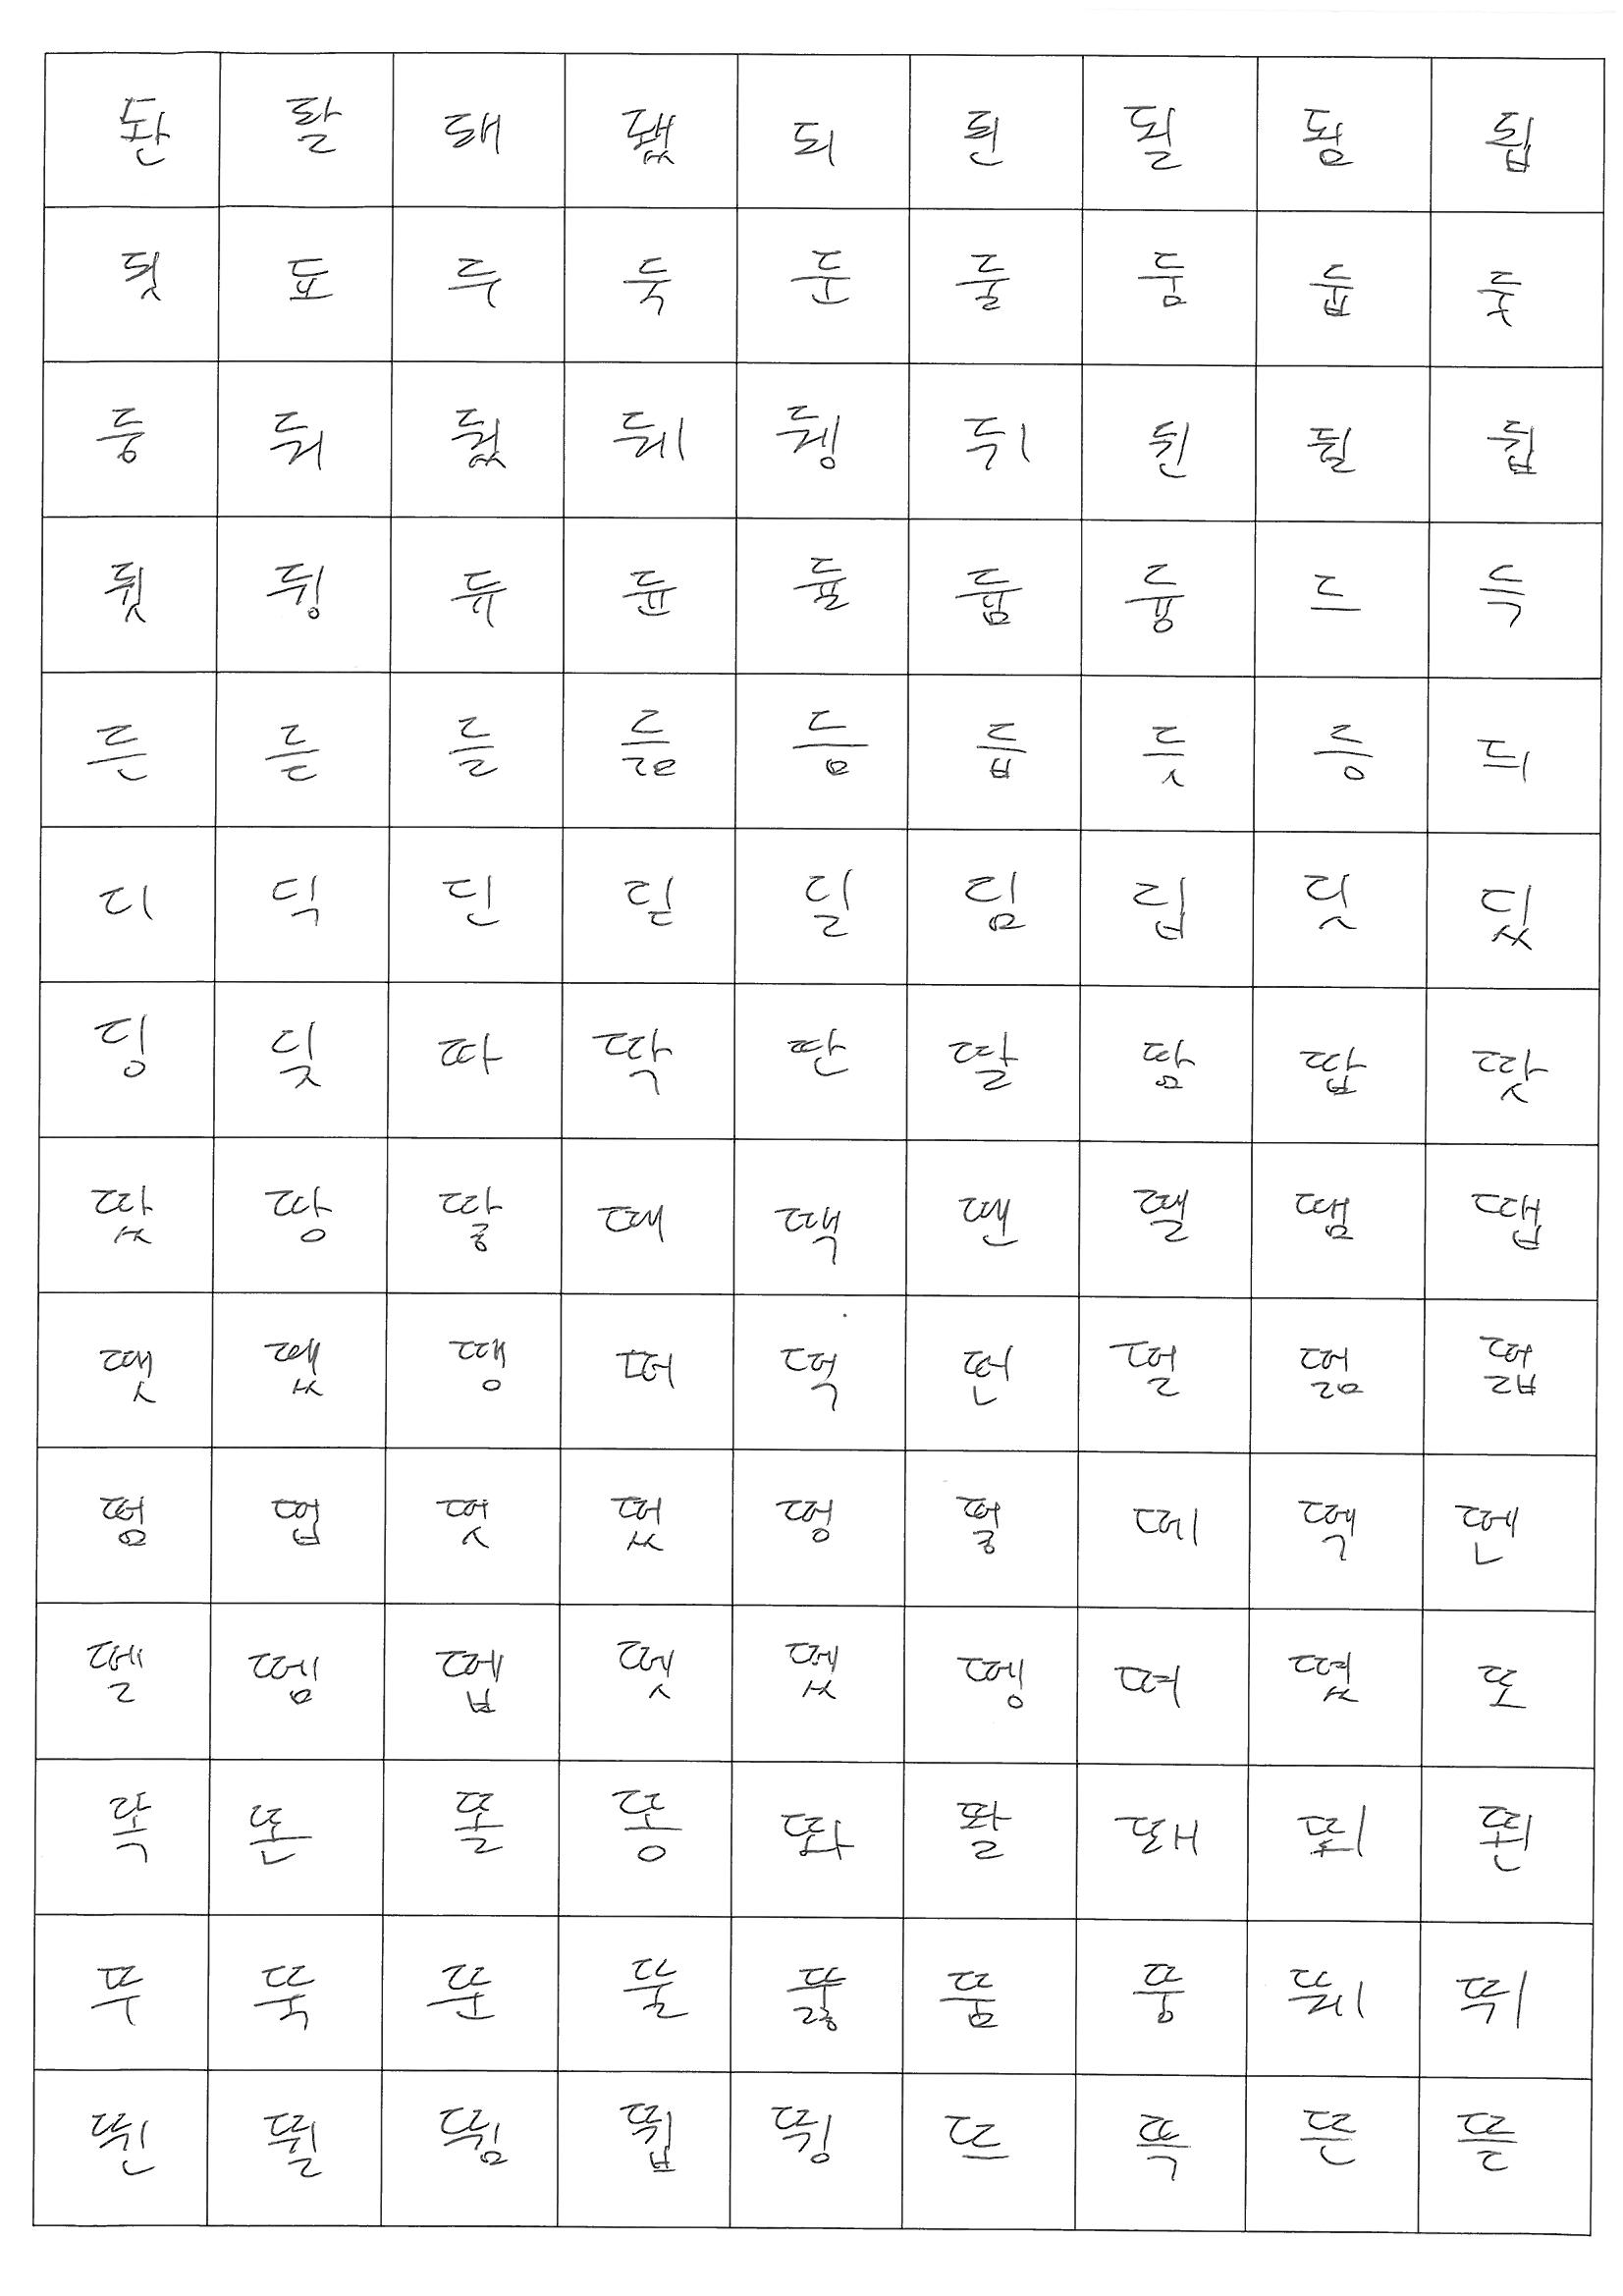 돤 돨 돼 됐 되 된 될 됨 됩
됫 됴 두 둑 둔 둘 둠 둡 둣
둥 둬 뒀 뒈 뒝 뒤 뒨 뒬 뒵
뒷 뒹 듀 듄 듈 듐 듕 드 득
든 듣 들 듦 듬 듭 듯 등 듸
디 딕 딘 딛 딜 딤 딥 딧 딨
딩 딪 따 딱 딴 딸 땀 땁 땃
땄 땅 땋 때 땍 땐 땔 땜 땝
땟 땠 땡 떠 떡 떤 떨 떪 떫
떰 떱 떳 떴 떵 떻 떼 떽 뗀
뗄 뗌 뗍 뗏 뗐 뗑 뗘 뗬 또
똑 똔 똘 똥 똬 똴 뙈 뙤 뙨
뚜 뚝 뚠 뚤 뚫 뚬 뚱 뛔 뛰
뛴 뛸 뜀 뜁 뜅 뜨 뜩 뜬 뜯